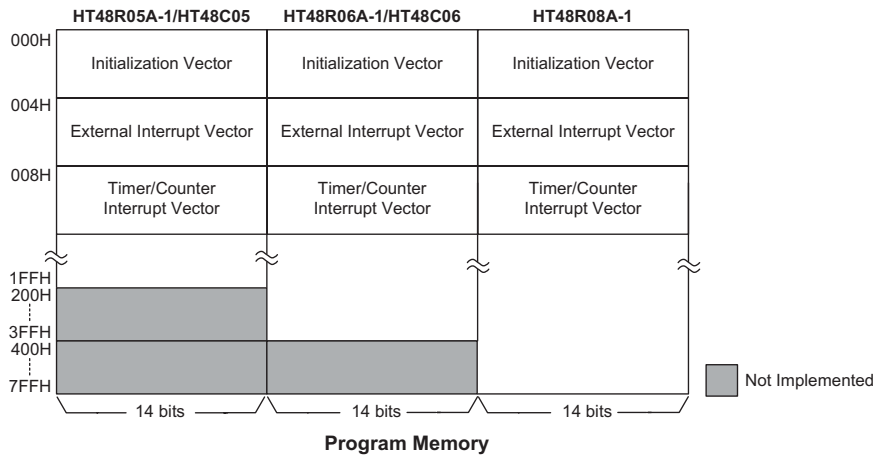 HT48R05A-1/HT48C05 HT48R06A-1/HT48C06 HT48R08A-1
000H
Initialization Vector Initialization Vector Initialization Vector
004H
External Interrupt Vector External Interrupt Vector External Interrupt Vector
008H
Timer/Counter Timer/Counter Timer/Counter
Interrupt Vector Interrupt Vector Interrupt Vector
1FFH
200H
3FFH
400H
7FFH
Not Implemented
14 bits 14 bits 14 bits
Program Memory